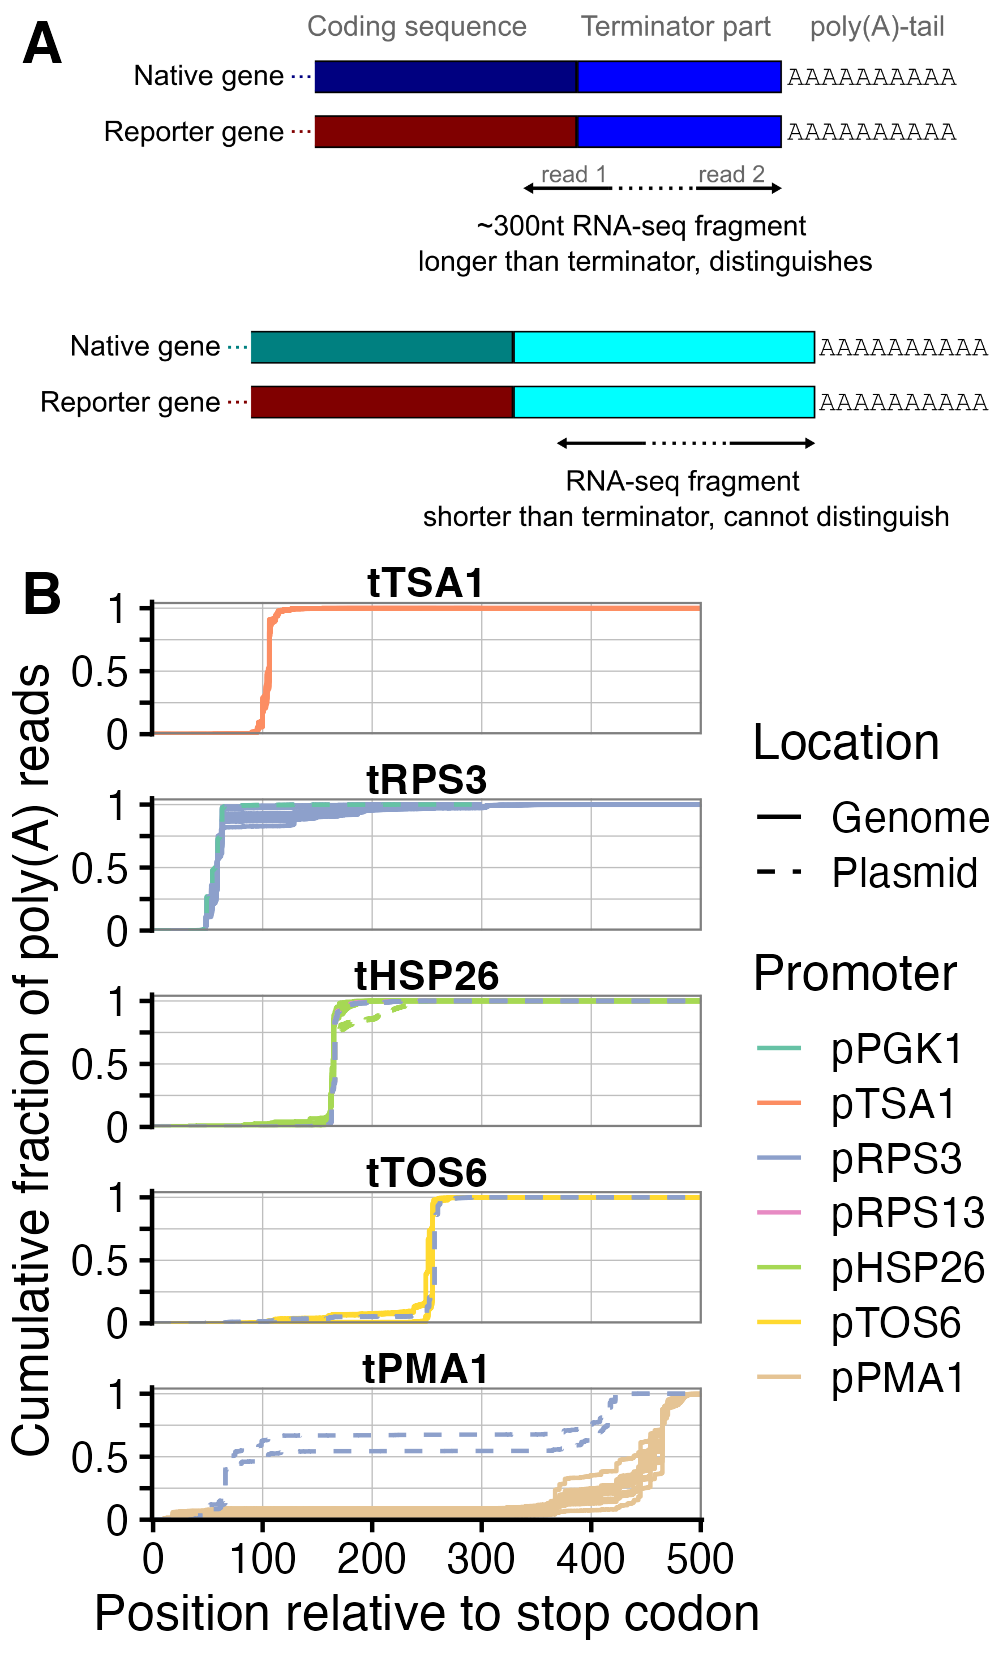 A
Coding sequence Terminator part poly(A)-tail
Native gene AAAAAAAAAA
Reporter gene AAAAAAAAAA
read 1 read 2
~300nt RNA-seq fragment
longer than terminator, distinguishes
Native gene AAAAAAAAAA
Reporter gene AAAAAAAAAA
RNA-seq fragment
shorter than terminator, cannot distinguish
B
Cumulative fraction of poly(A) reads
tTSA1
1
0.5
0
tRPS3
1
0.5
0
tHSP26
1
0.5
0
tTOS6
1
0.5
0
tPMA1
1
0.5
0
0 100 200 300 400 500
Position relative to stop codon
Location
Genome
Plasmid
Promoter
pPGK1
pTSA1
pRPS3
pRPS13
pHSP26
pTOS6
pPMA1